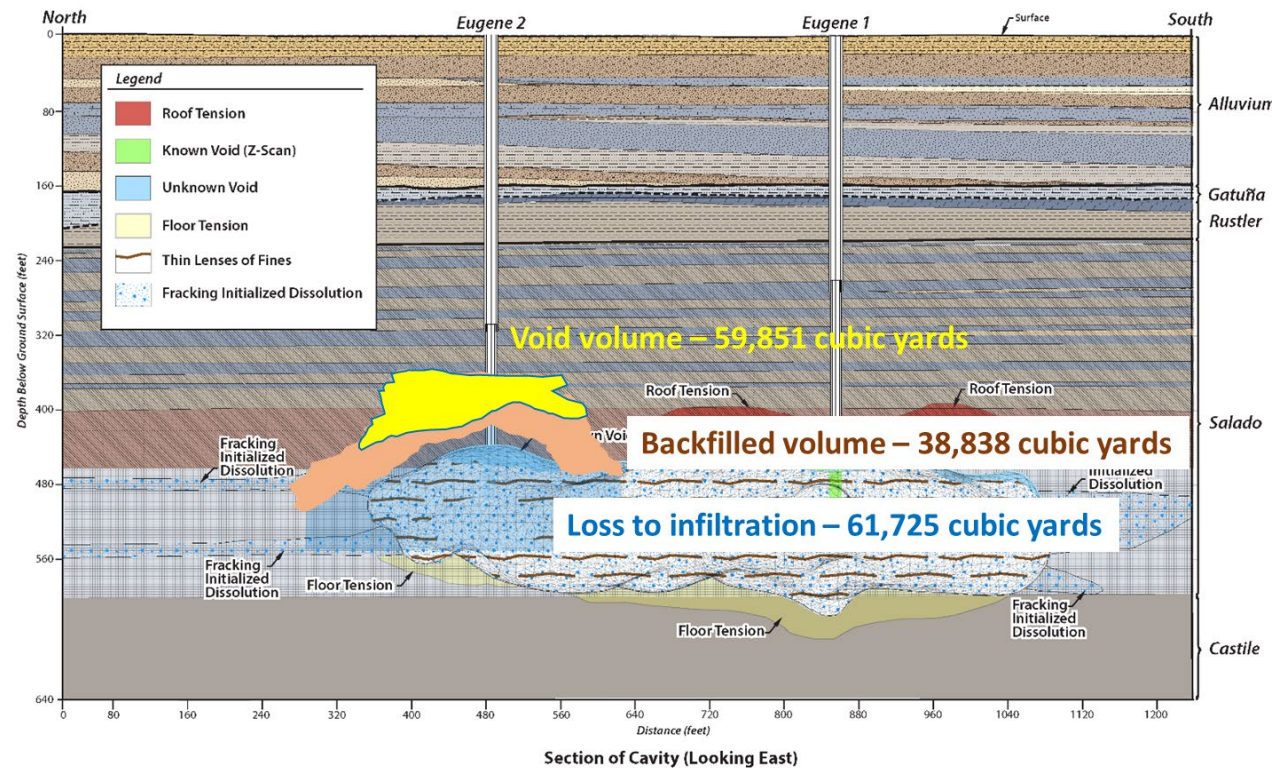 North
Eugene 2
Eugene 1
Surface
South
0
80
160
240
320
400
480
560
640
Depth Below Ground Surface (feet)
Legend
Roof Tension
Known Void (Z-Scan)
Unknown Void
Floor Tension
Thin Lenses of Fines
Fracking Initialized Dissolution
Alluvium
Gatuña
Rustler
Salado
Castile
Void volume – 59,851 cubic yards
Roof Tension
Roof Tension
Backfilled volume – 38,838 cubic yards
Fracking
Initialized
Dissolution
Dissolution
Loss to infiltration – 61,725 cubic yards
Fracking
Initialized
Dissolution
Floor Tension
Floor Tension
Fracking
Initialized
Dissolution
0 80 160 240 320 400 480 560 640 720 800 880 960 1040 1120 1200
Distance (feet)
Section of Cavity (Looking East)